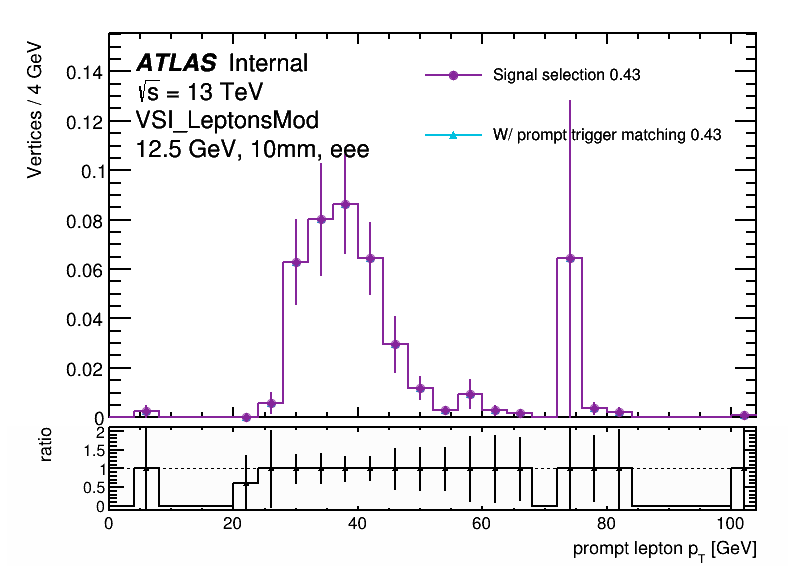 ATLAS Internal
√s = 13 TeV
VSI_LeptonsMod
12.5 GeV, 10mm, eee
Signal selection 0.43
W/ prompt trigger matching 0.43
Vertices / 4 GeV
0.14
0.12
0.1
0.08
0.06
0.04
0.02
0
ratio
2
1.5
1
0.5
0
0 20 40 60 80 100
prompt lepton pT [GeV]